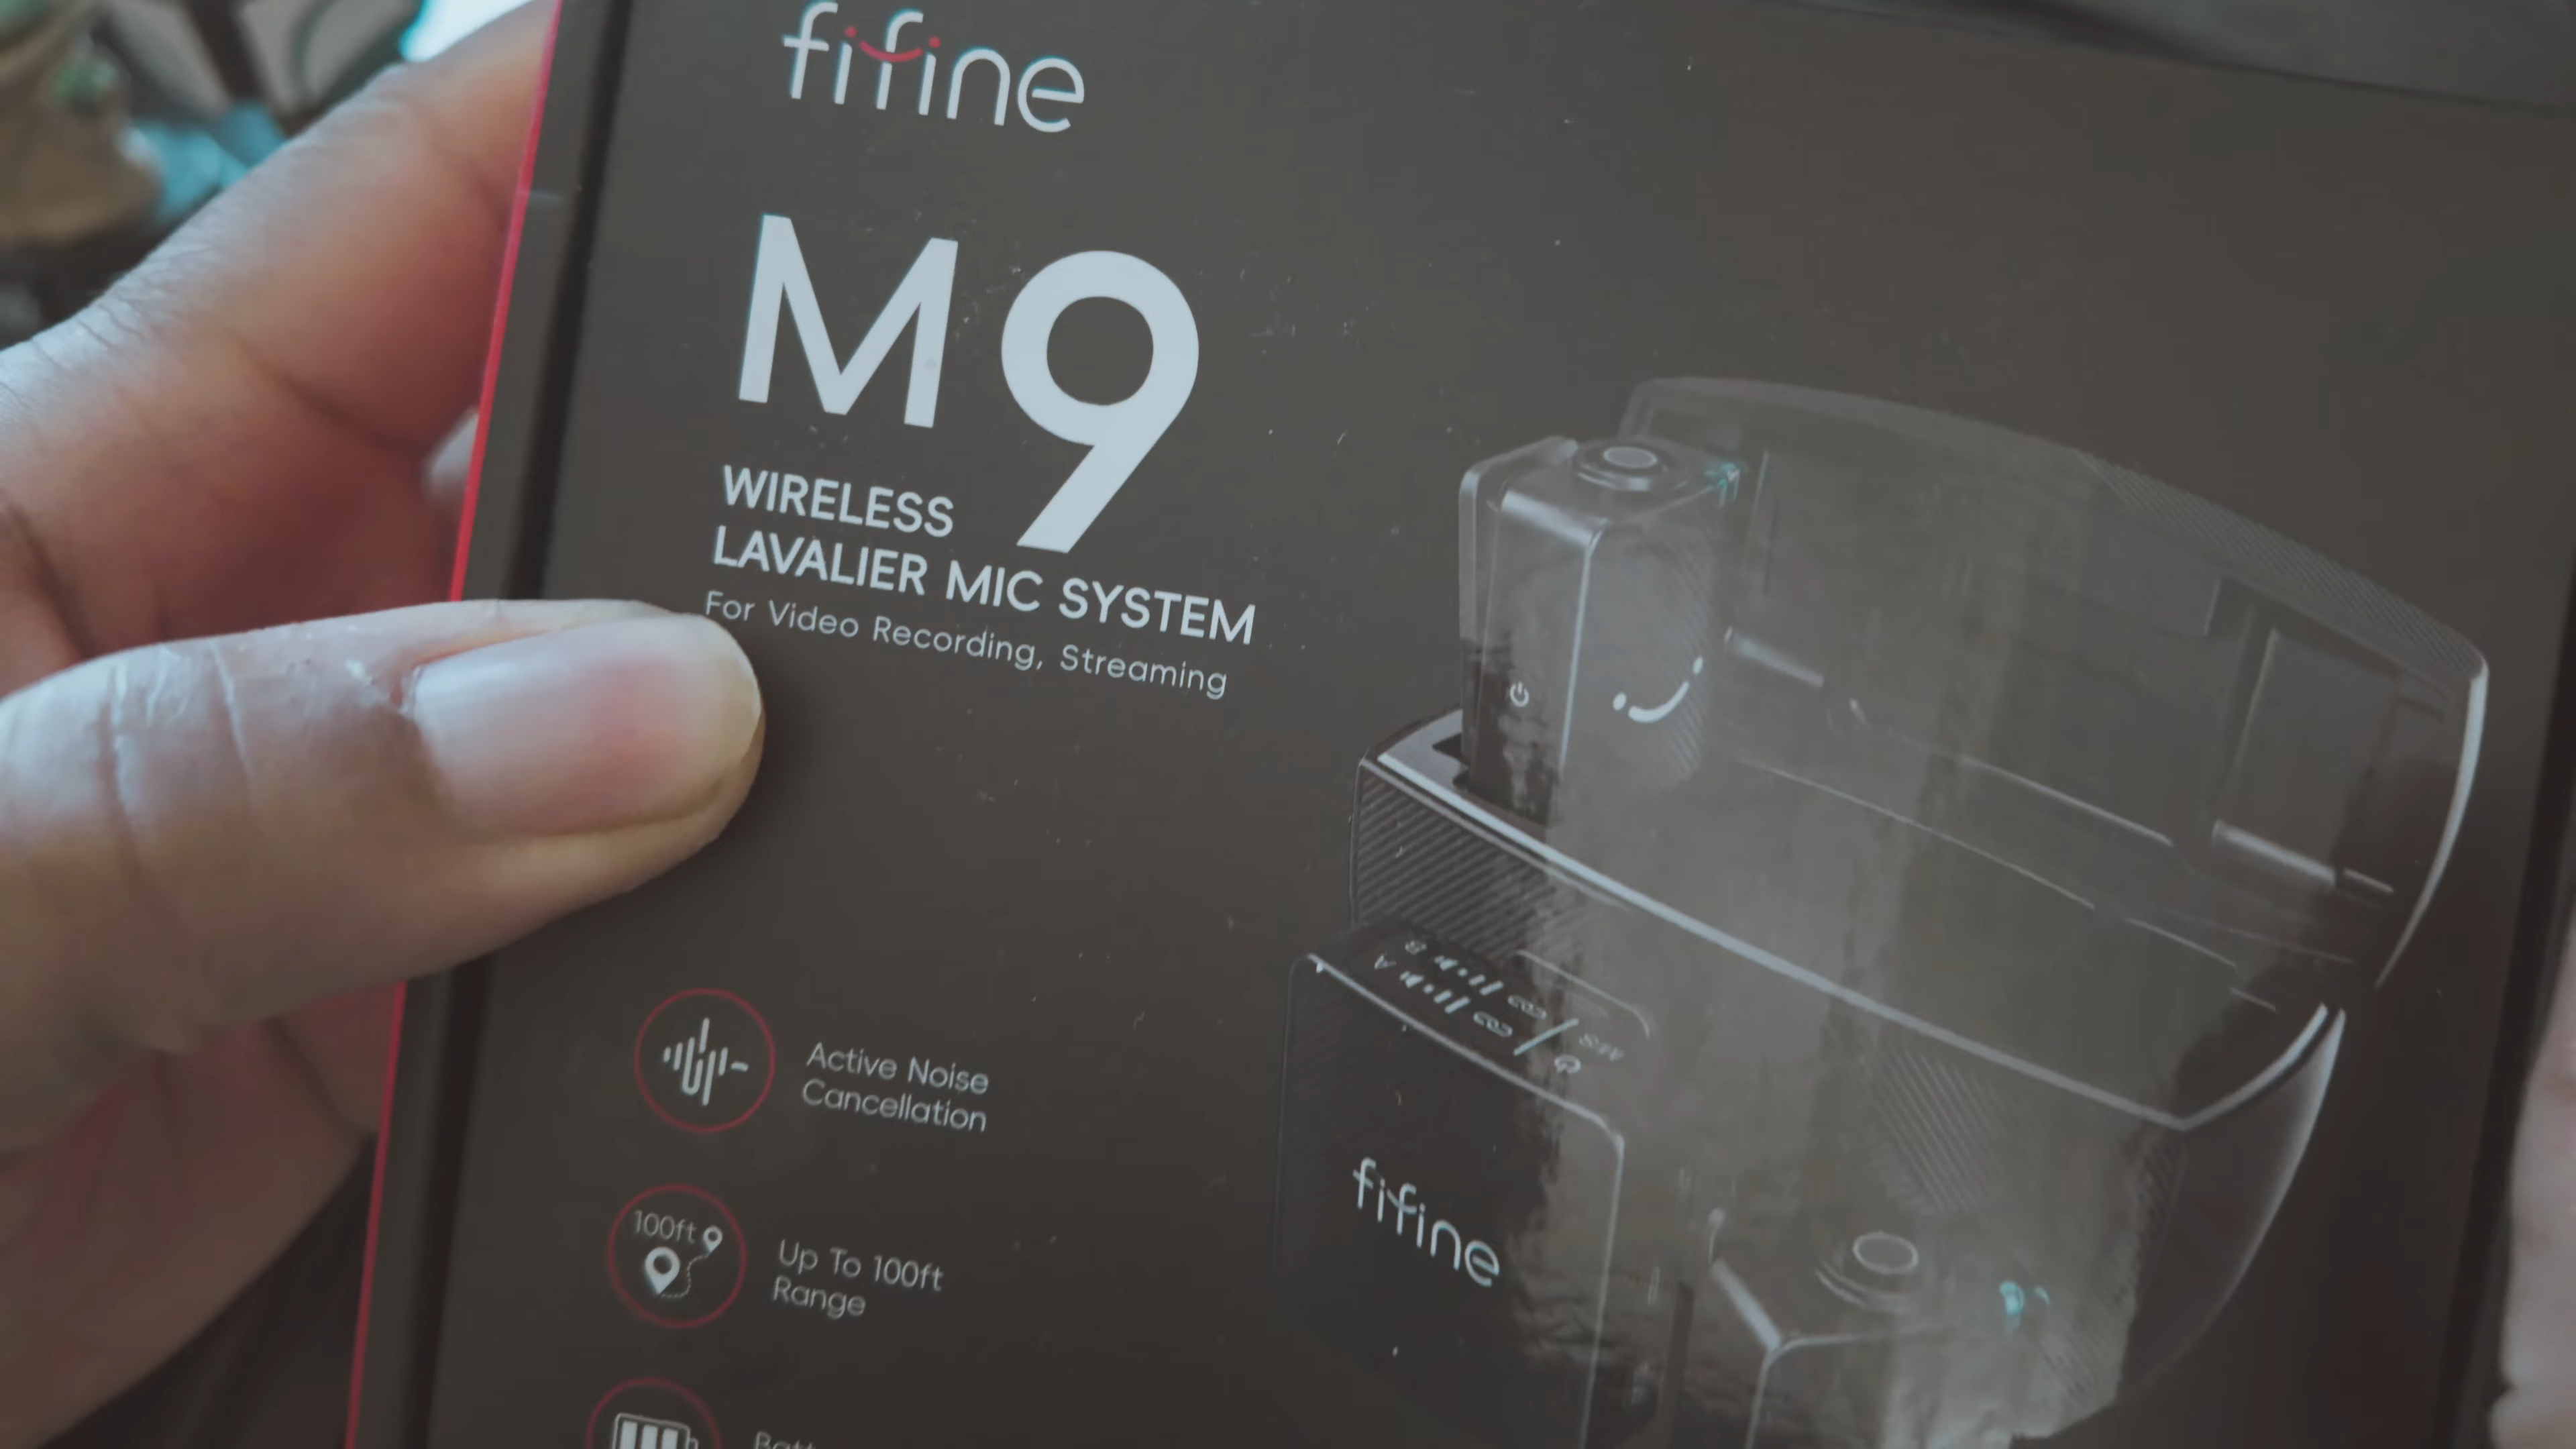 fifine
M9
WIRELESS
LAVALIER MIC SYSTEM
For Video Recording, Streaming
Active Noise
Cancellation
100ft
Up To 100ft
Range
A
B
MS
fifine